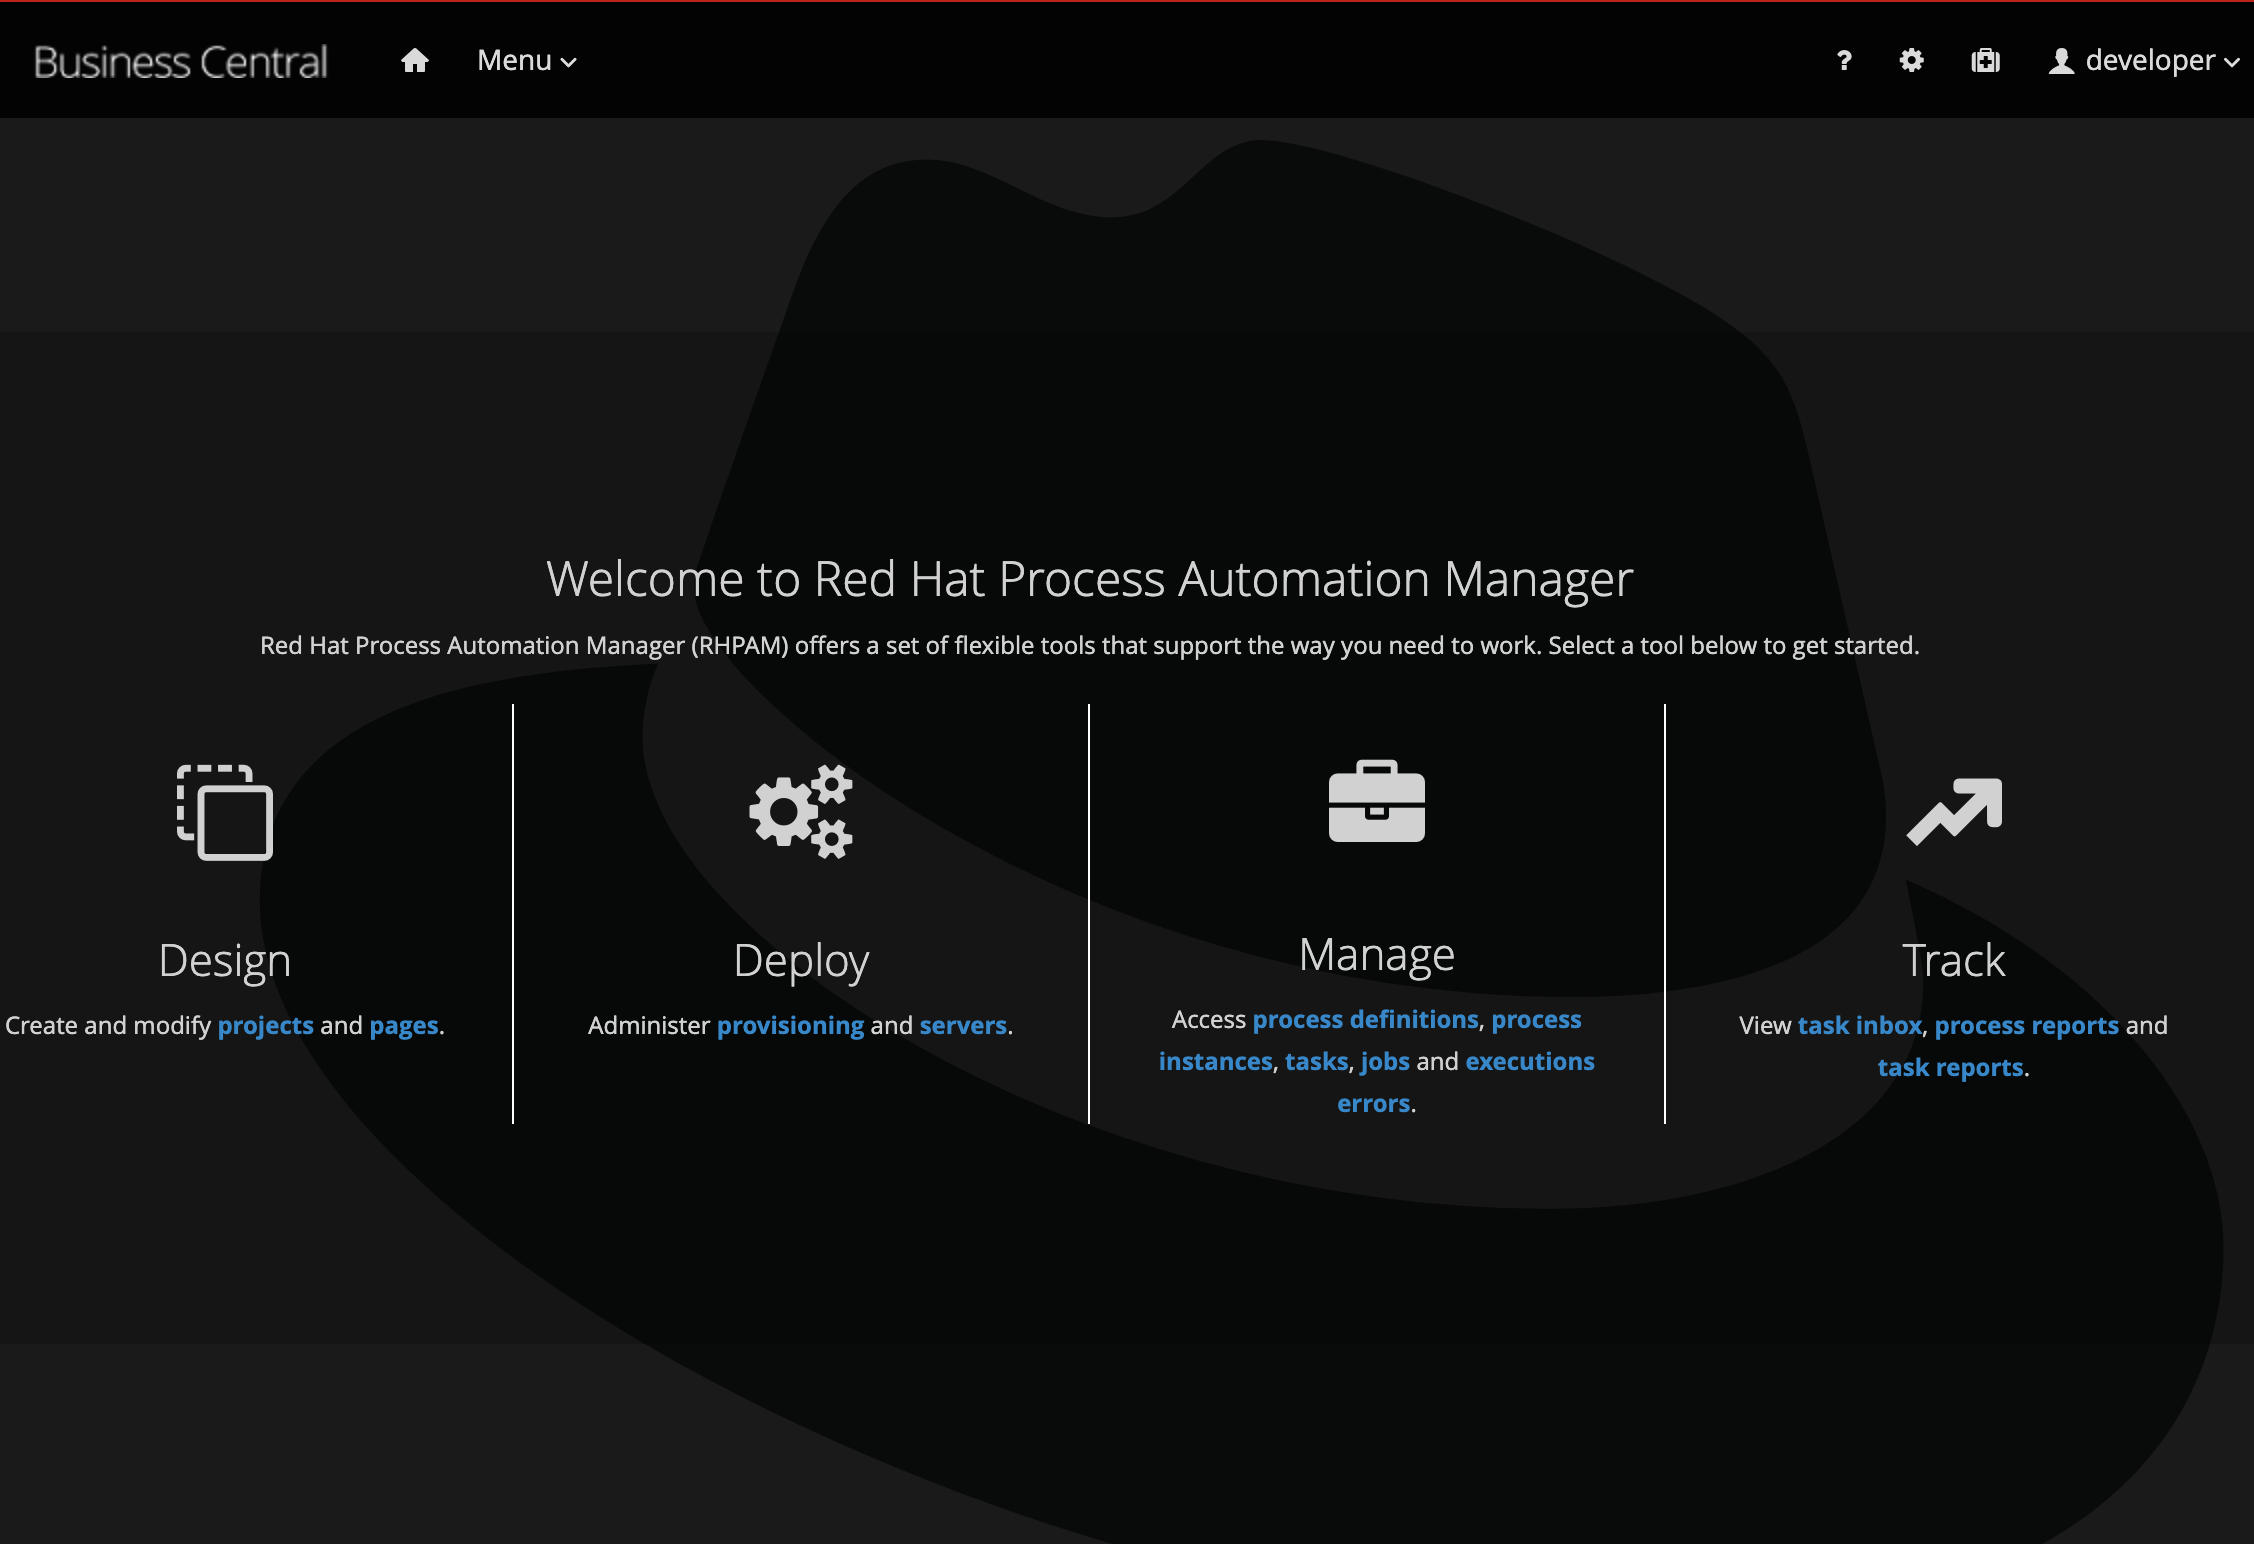 Business Central
Menu
?
developer
Welcome to Red Hat Process Automation Manager
Red Hat Process Automation Manager (RHPAM) offers a set of flexible tools that support the way you need to work. Select a tool below to get started.
Design
Create and modify projects and pages.
Deploy
Administer provisioning and servers.
Manage
Access process definitions, process
instances, tasks, jobs and executions
errors.
Track
View task inbox, process reports and
task reports.